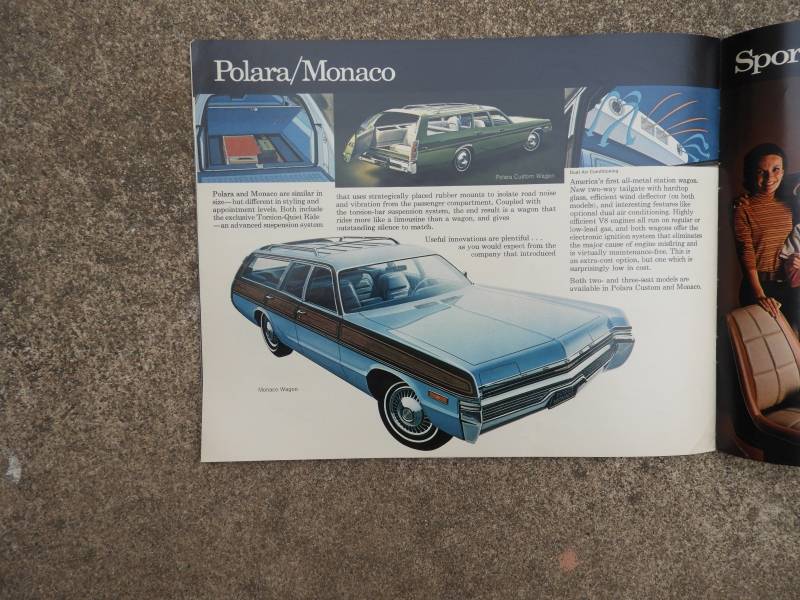 Polara/Monaco
Spor
Polara Custom Wagon
Dual Air Conditioning
Polara and Monaco are similar in
size—but different in styling and
appointment levels. Both include
the exclusive Torsion-Quiet Ride
—an advanced suspension system
that uses strategically placed rubber mounts to isolate road noise
and vibration from the passenger compartment. Coupled with
the torsion-bar suspension system, the end result is a wagon that
rides more like a limousine than a wagon, and gives
outstanding silence to match.
Useful innovations are plentiful . . .
as you would expect from the
company that introduced
America's first all-metal station wagon.
New two-way tailgate with hardtop
glass, efficient wind deflector (on both
models), and interesting features like
optional dual air conditioning. Highly
efficient V8 engines all run on regular or
low-lead gas, and both wagons offer the
electronic ignition system that eliminates
the major cause of engine misfiring and
is virtually maintenance-free. This is
an extra-cost option, but one which is
surprisingly low in cost.
Both two- and three-seat models are
available in Polara Custom and Monaco.
Monaco Wagon